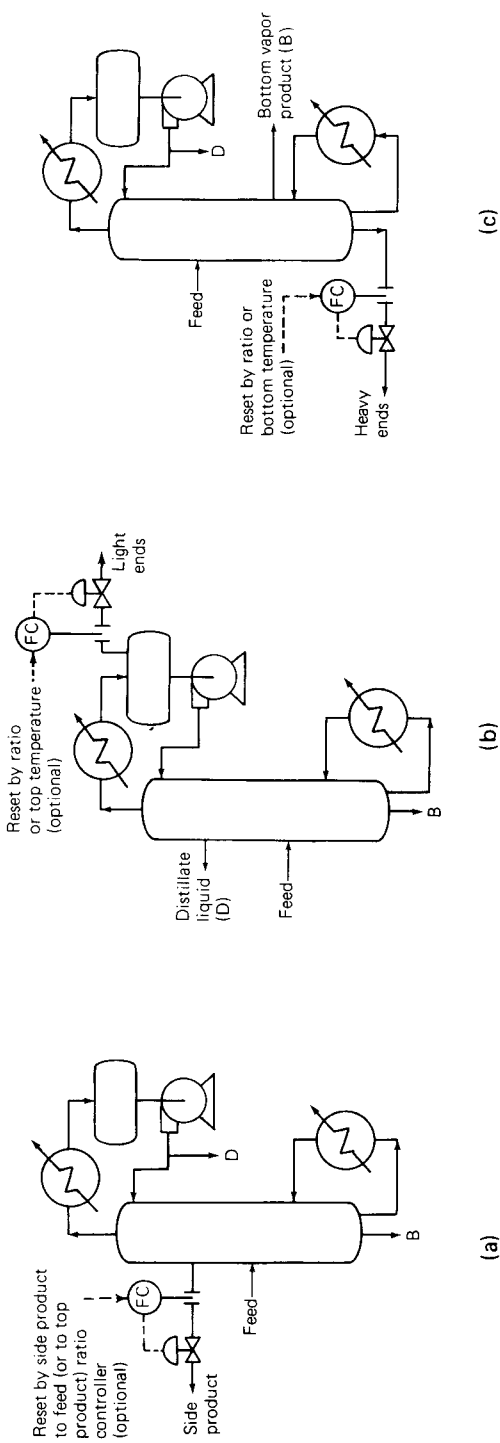 Reset by side product
to feed (or to top
product) ratio
controller
(optional)
FC
Side
product
Feed
D
B
(a)
Reset by ratio
or top temperature
(optional)
FC
Light
ends
Distillate
liquid
(D)
Feed
B
(b)
Feed
D
Bottom vapor
product (B)
Reset by ratio or
bottom temperature
(optional)
FC
Heavy
ends
(c)